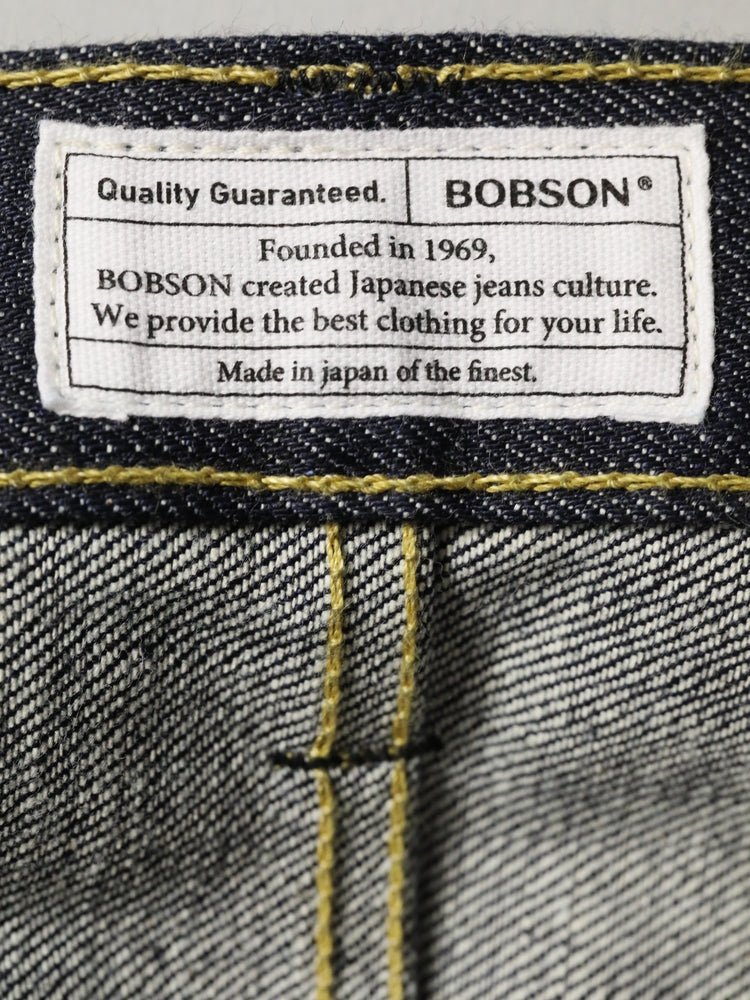 Quality Guaranteed. BOBSON®
Founded in 1969,
BOBSON created Japanese jeans culture.
We provide the best clothing for your life.
Made in japan of the finest.